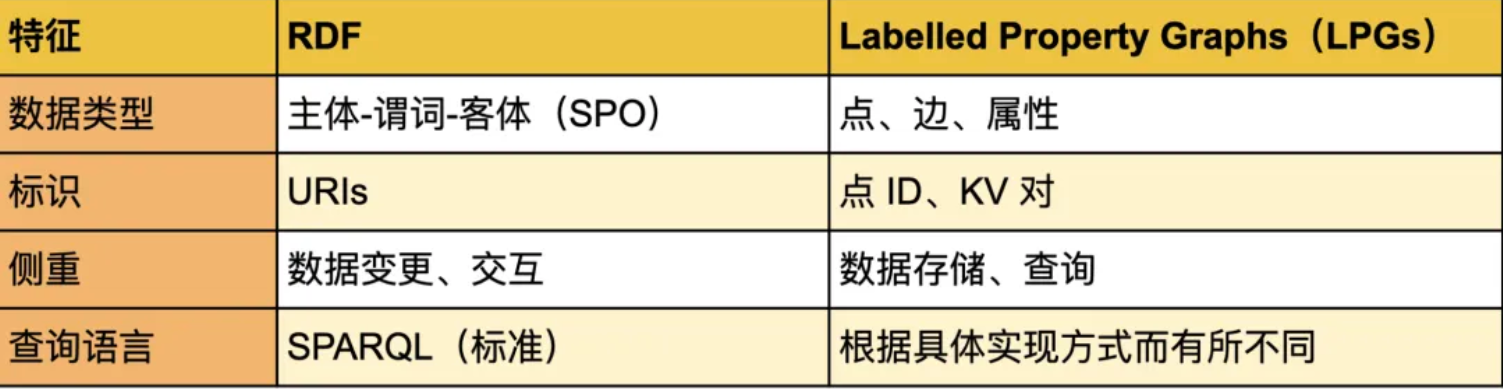 特征 RDF Labelled Property Graphs（LPGs）
数据类型 主体-谓词-客体（SPO） 点、边、属性
标识 URIs 点 ID、KV 对
侧重 数据变更、交互 数据存储、查询
查询语言 SPARQL（标准） 根据具体实现方式而有所不同